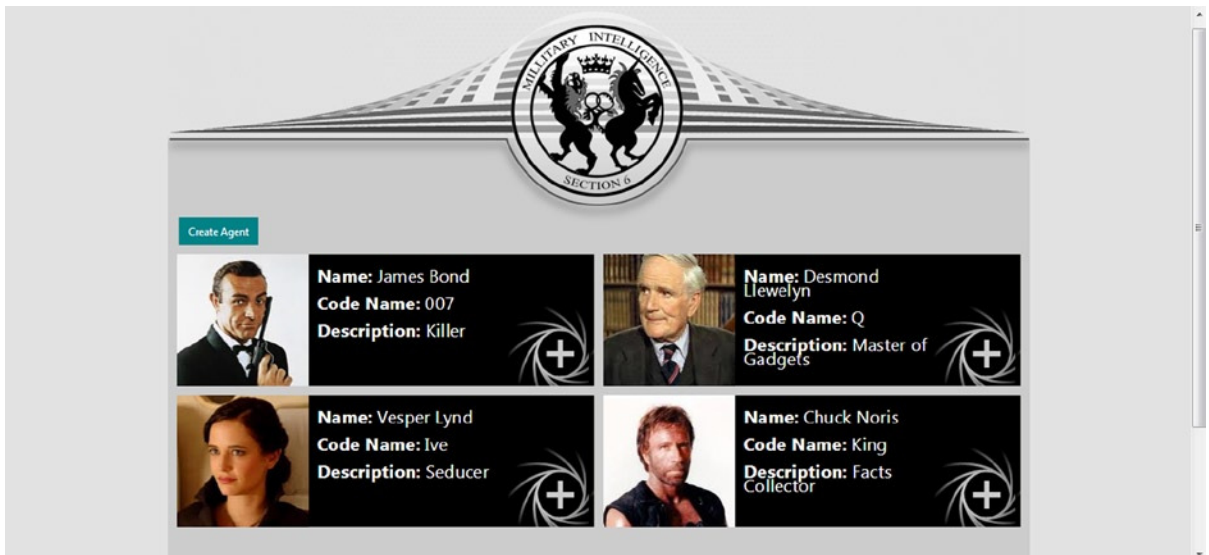 MILLITARY INTELLIGENCE
SECTION 6
Create Agent
Name: James Bond
Code Name: 007
Description: Killer
Name: Desmond
Llewelyn
Code Name: Q
Description: Master of
Gadgets
Name: Vesper Lynd
Code Name: Ive
Description: Seducer
Name: Chuck Noris
Code Name: King
Description: Facts
Collector